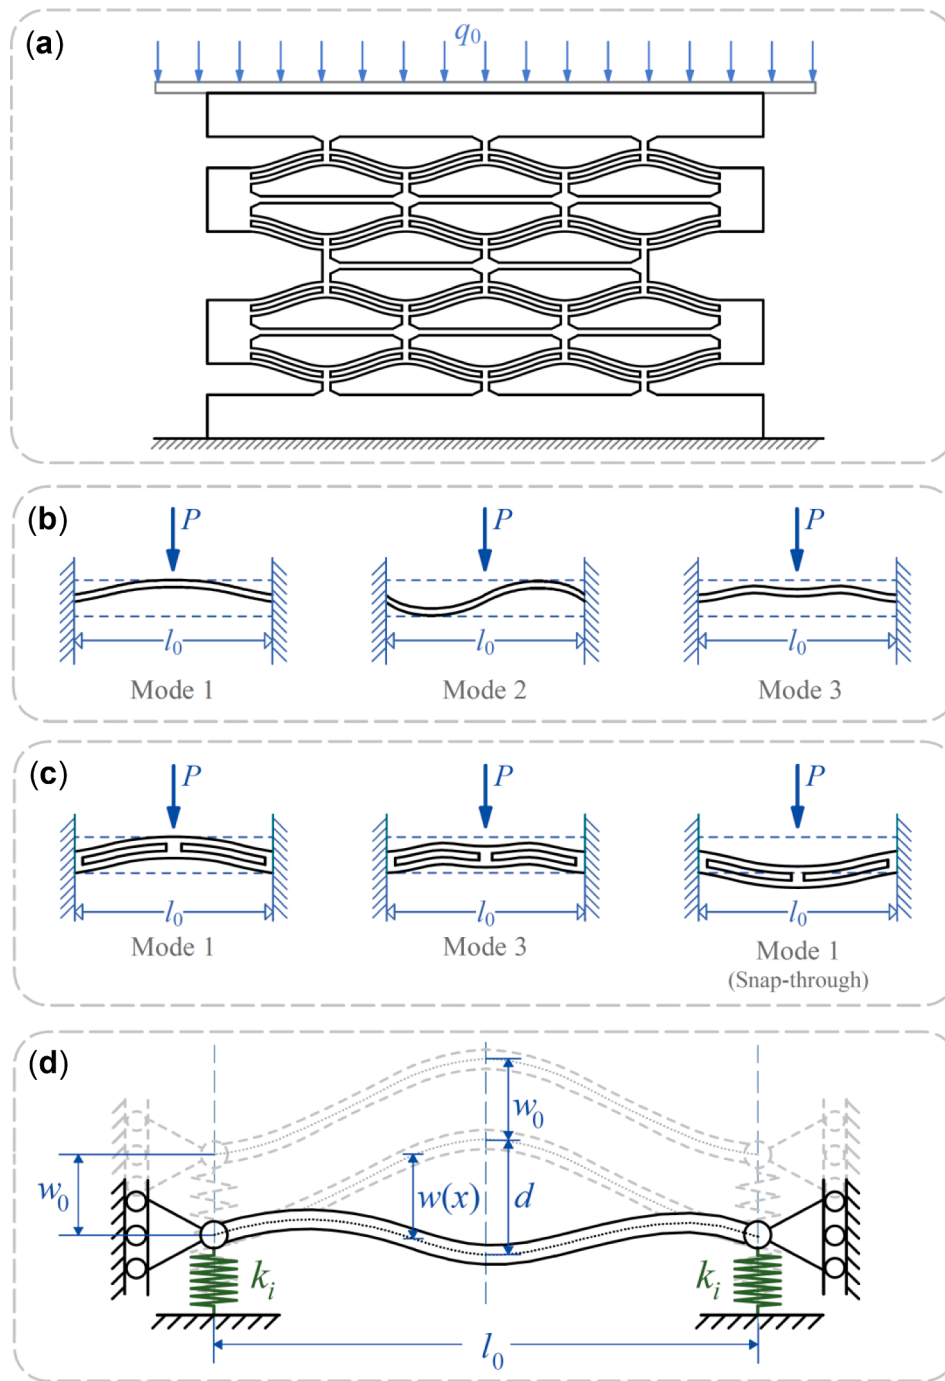 (a)
q₀
(b)
P P P
l₀ l₀ l₀
Mode 1 Mode 2 Mode 3
(c)
P P P
l₀ l₀ l₀
Mode 1 Mode 3 Mode 1
(Snap-through)
(d)
w₀
w₀ w(x) d
kᵢ kᵢ
l₀